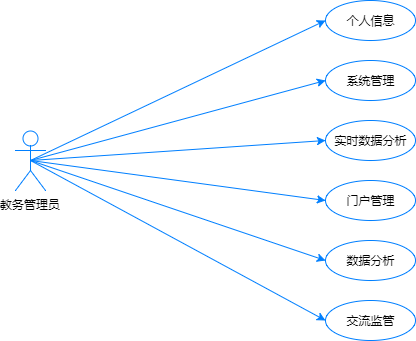 个人信息
系统管理
实时数据分析
门户管理
教务管理员
数据分析
交流监管